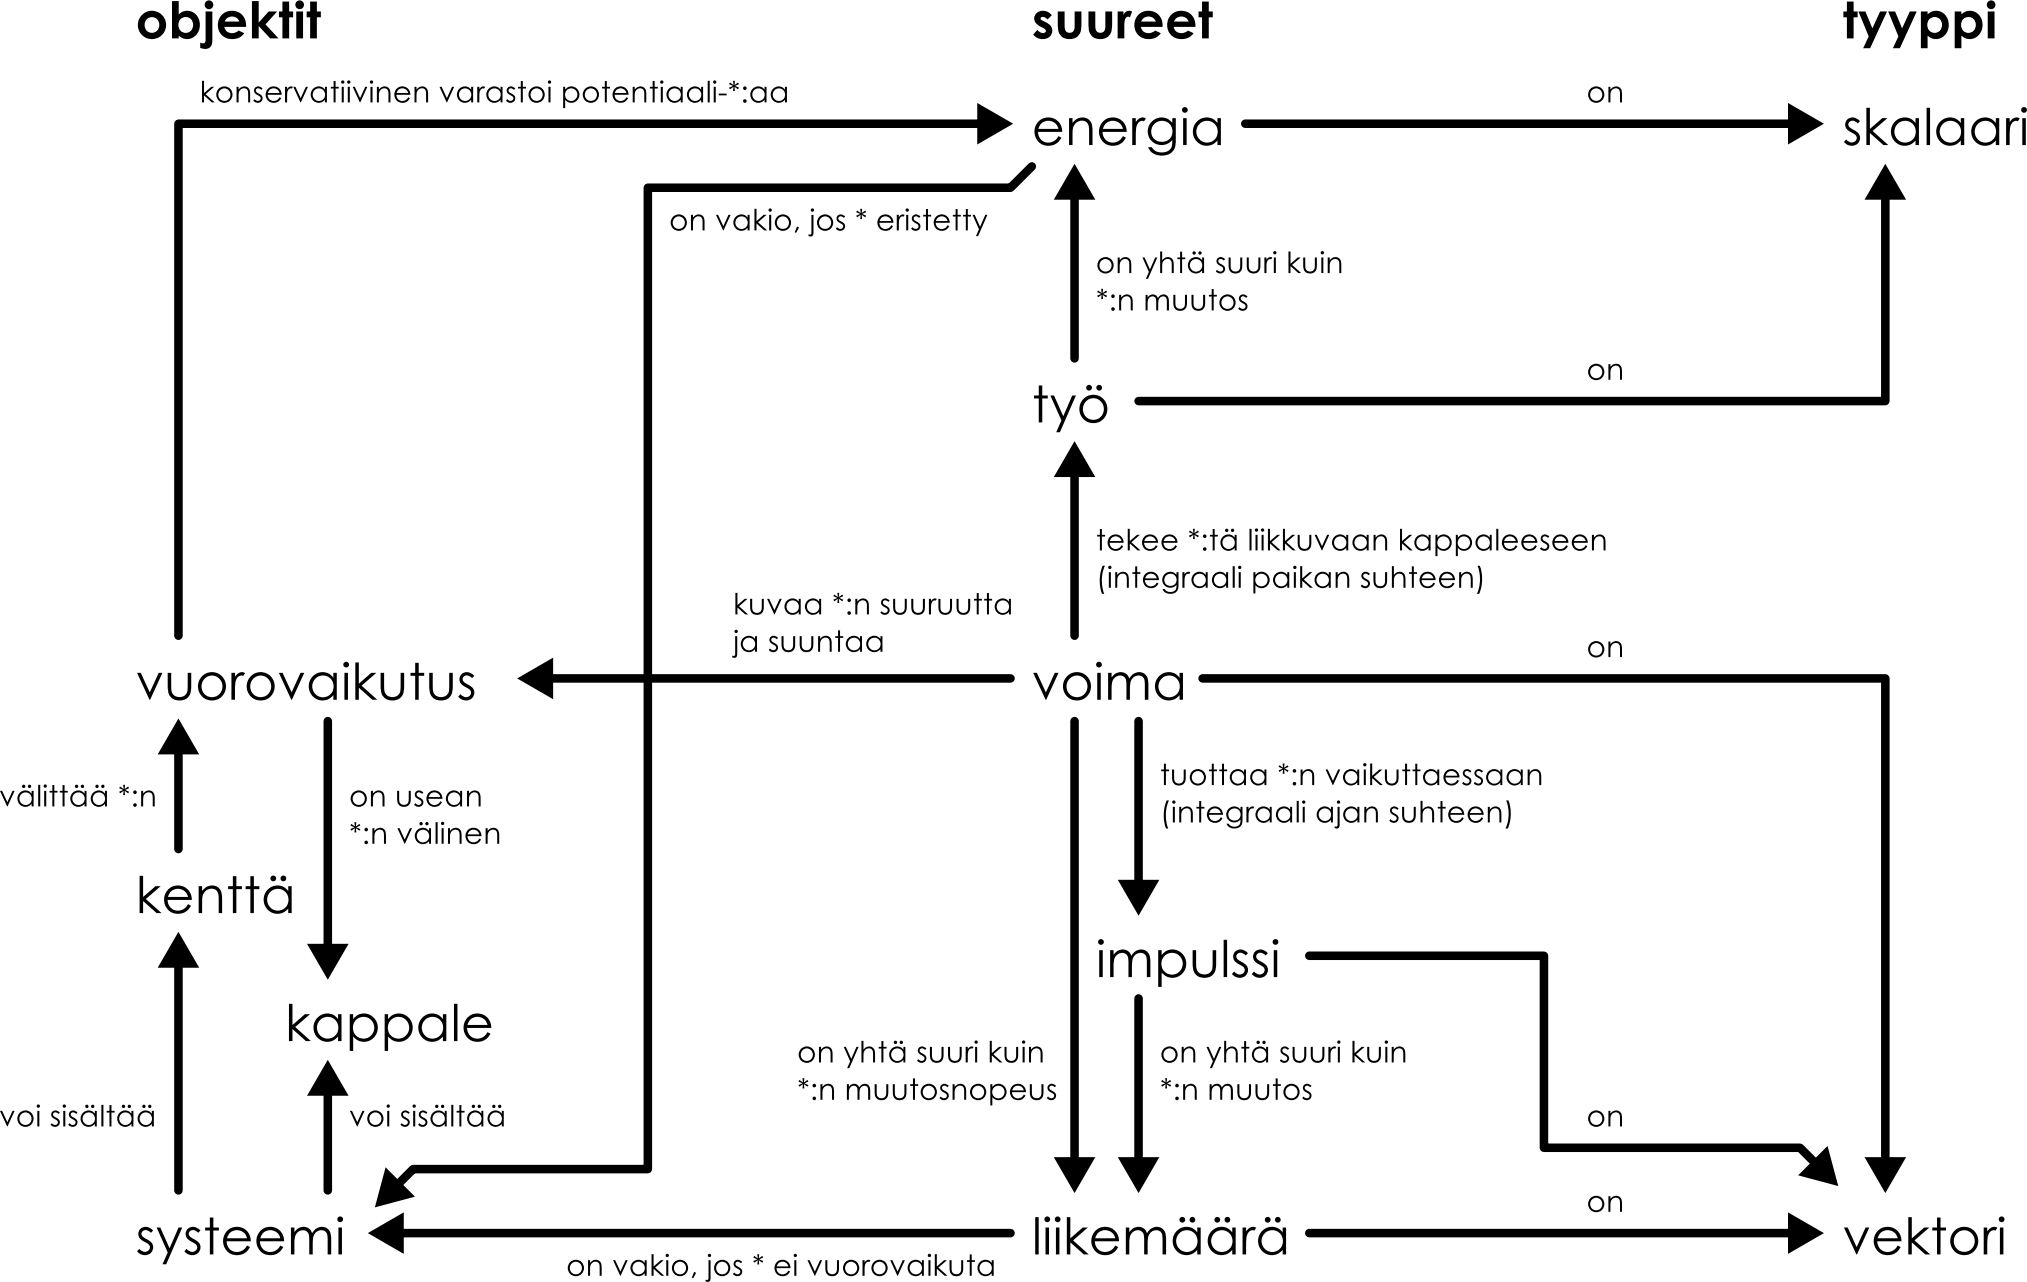 objektit
suureet
tyyppi
konservatiivinen varastoi potentiaali-*:aa
on
energia
skalaari
on vakio, jos * eristetty
on yhtä suuri kuin
*:n muutos
on
työ
tekee *:tä liikkuvaan kappaleeseen
(integraali paikan suhteen)
kuvaa *:n suuruutta
ja suuntaa
on
vuorovaikutus
voima
tuottaa *:n vaikuttaessaan
(integraali ajan suhteen)
välittää *:n
on usean
*:n välinen
kenttä
impulssi
kappale
on yhtä suuri kuin
*:n muutosnopeus
on yhtä suuri kuin
*:n muutos
voi sisältää
voi sisältää
on
on
systeemi
liikemäärä
vektori
on vakio, jos * ei vuorovaikuta